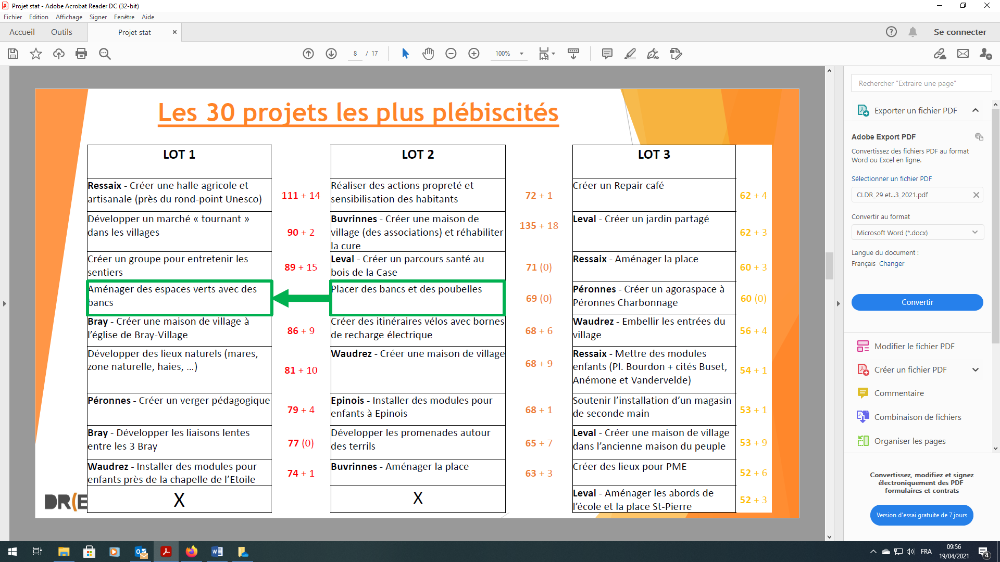 Projet stat - Adobe Acrobat Reader DC (32-bit)
Fichier Edition Affichage Signer Fenêtre Aide
Accueil Outils Projet stat Se connecter
8 / 17 100%
Les 30 projets les plus plébiscités
LOT 1
Ressaix - Créer une halle agricole et
artisanale (près du rond-point Unesco)
111 + 14
Développer un marché « tournant »
dans les villages
90 + 2
Créer un groupe pour entretenir les
sentiers
89 + 15
Aménager des espaces verts avec des
bancs
Bray - Créer une maison de village à
l’église de Bray-Village
86 + 9
Développer des lieux naturels (mares,
zone naturelle, haies, …)
81 + 10
Péronnes - Créer un verger pédagogique
79 + 4
Bray - Développer les liaisons lentes
entre les 3 Bray
77 (0)
Waudrez - Installer des modules pour
enfants près de la chapelle de l’Etoile
74 + 1
X
LOT 2
Réaliser des actions propreté et
sensibilisation des habitants
72 + 1
Buvrinnes - Créer une maison de
village (des associations) et réhabiliter
la cure
135 + 18
Leval - Créer un parcours santé au
bois de la Case
71 (0)
Placer des bancs et des poubelles
69 (0)
Créer des itinéraires vélos avec bornes
de recharge électrique
68 + 6
Waudrez - Créer une maison de village
68 + 9
Epinois - Installer des modules pour
enfants à Epinois
68 + 1
Développer les promenades autour
des terrils
65 + 7
Buvrinnes - Aménager la place
63 + 3
X
LOT 3
Créer un Repair café
62 + 4
Leval - Créer un jardin partagé
62 + 3
Ressaix - Aménager la place
60 + 3
Péronnes - Créer un agoraspace à
Péronnes Charbonnage
60 (0)
Waudrez - Embellir les entrées du
village
56 + 4
Ressaix - Mettre des modules
enfants (Pl. Bourdon + cités Buset,
Anémone et Vandervelde)
54 + 1
Soutenir l’installation d’un magasin
de seconde main
53 + 1
Leval - Créer une maison de village
dans l’ancienne maison du peuple
53 + 9
Créer des lieux pour PME
52 + 6
Leval - Aménager les abords de
l’école et la place St-Pierre
52 + 3
DR(E
Rechercher "Extraire une page"
Exporter un fichier PDF
Adobe Export PDF
Convertissez des fichiers PDF au format
Word ou Excel en ligne.
Sélectionner un fichier PDF
CLDR_29 et...3_2021.pdf
Convertir au format
Microsoft Word (*.docx)
Langue du document :
Français Changer
Convertir
Modifier le fichier PDF
Créer un fichier PDF
Commentaire
Combinaison de fichiers
Organiser les pages
Convertissez, modifiez et signez
électroniquement des PDF
formulaires et contrats
Version d'essai gratuite de 7 jours
FRA
09:56
19/04/2021
4